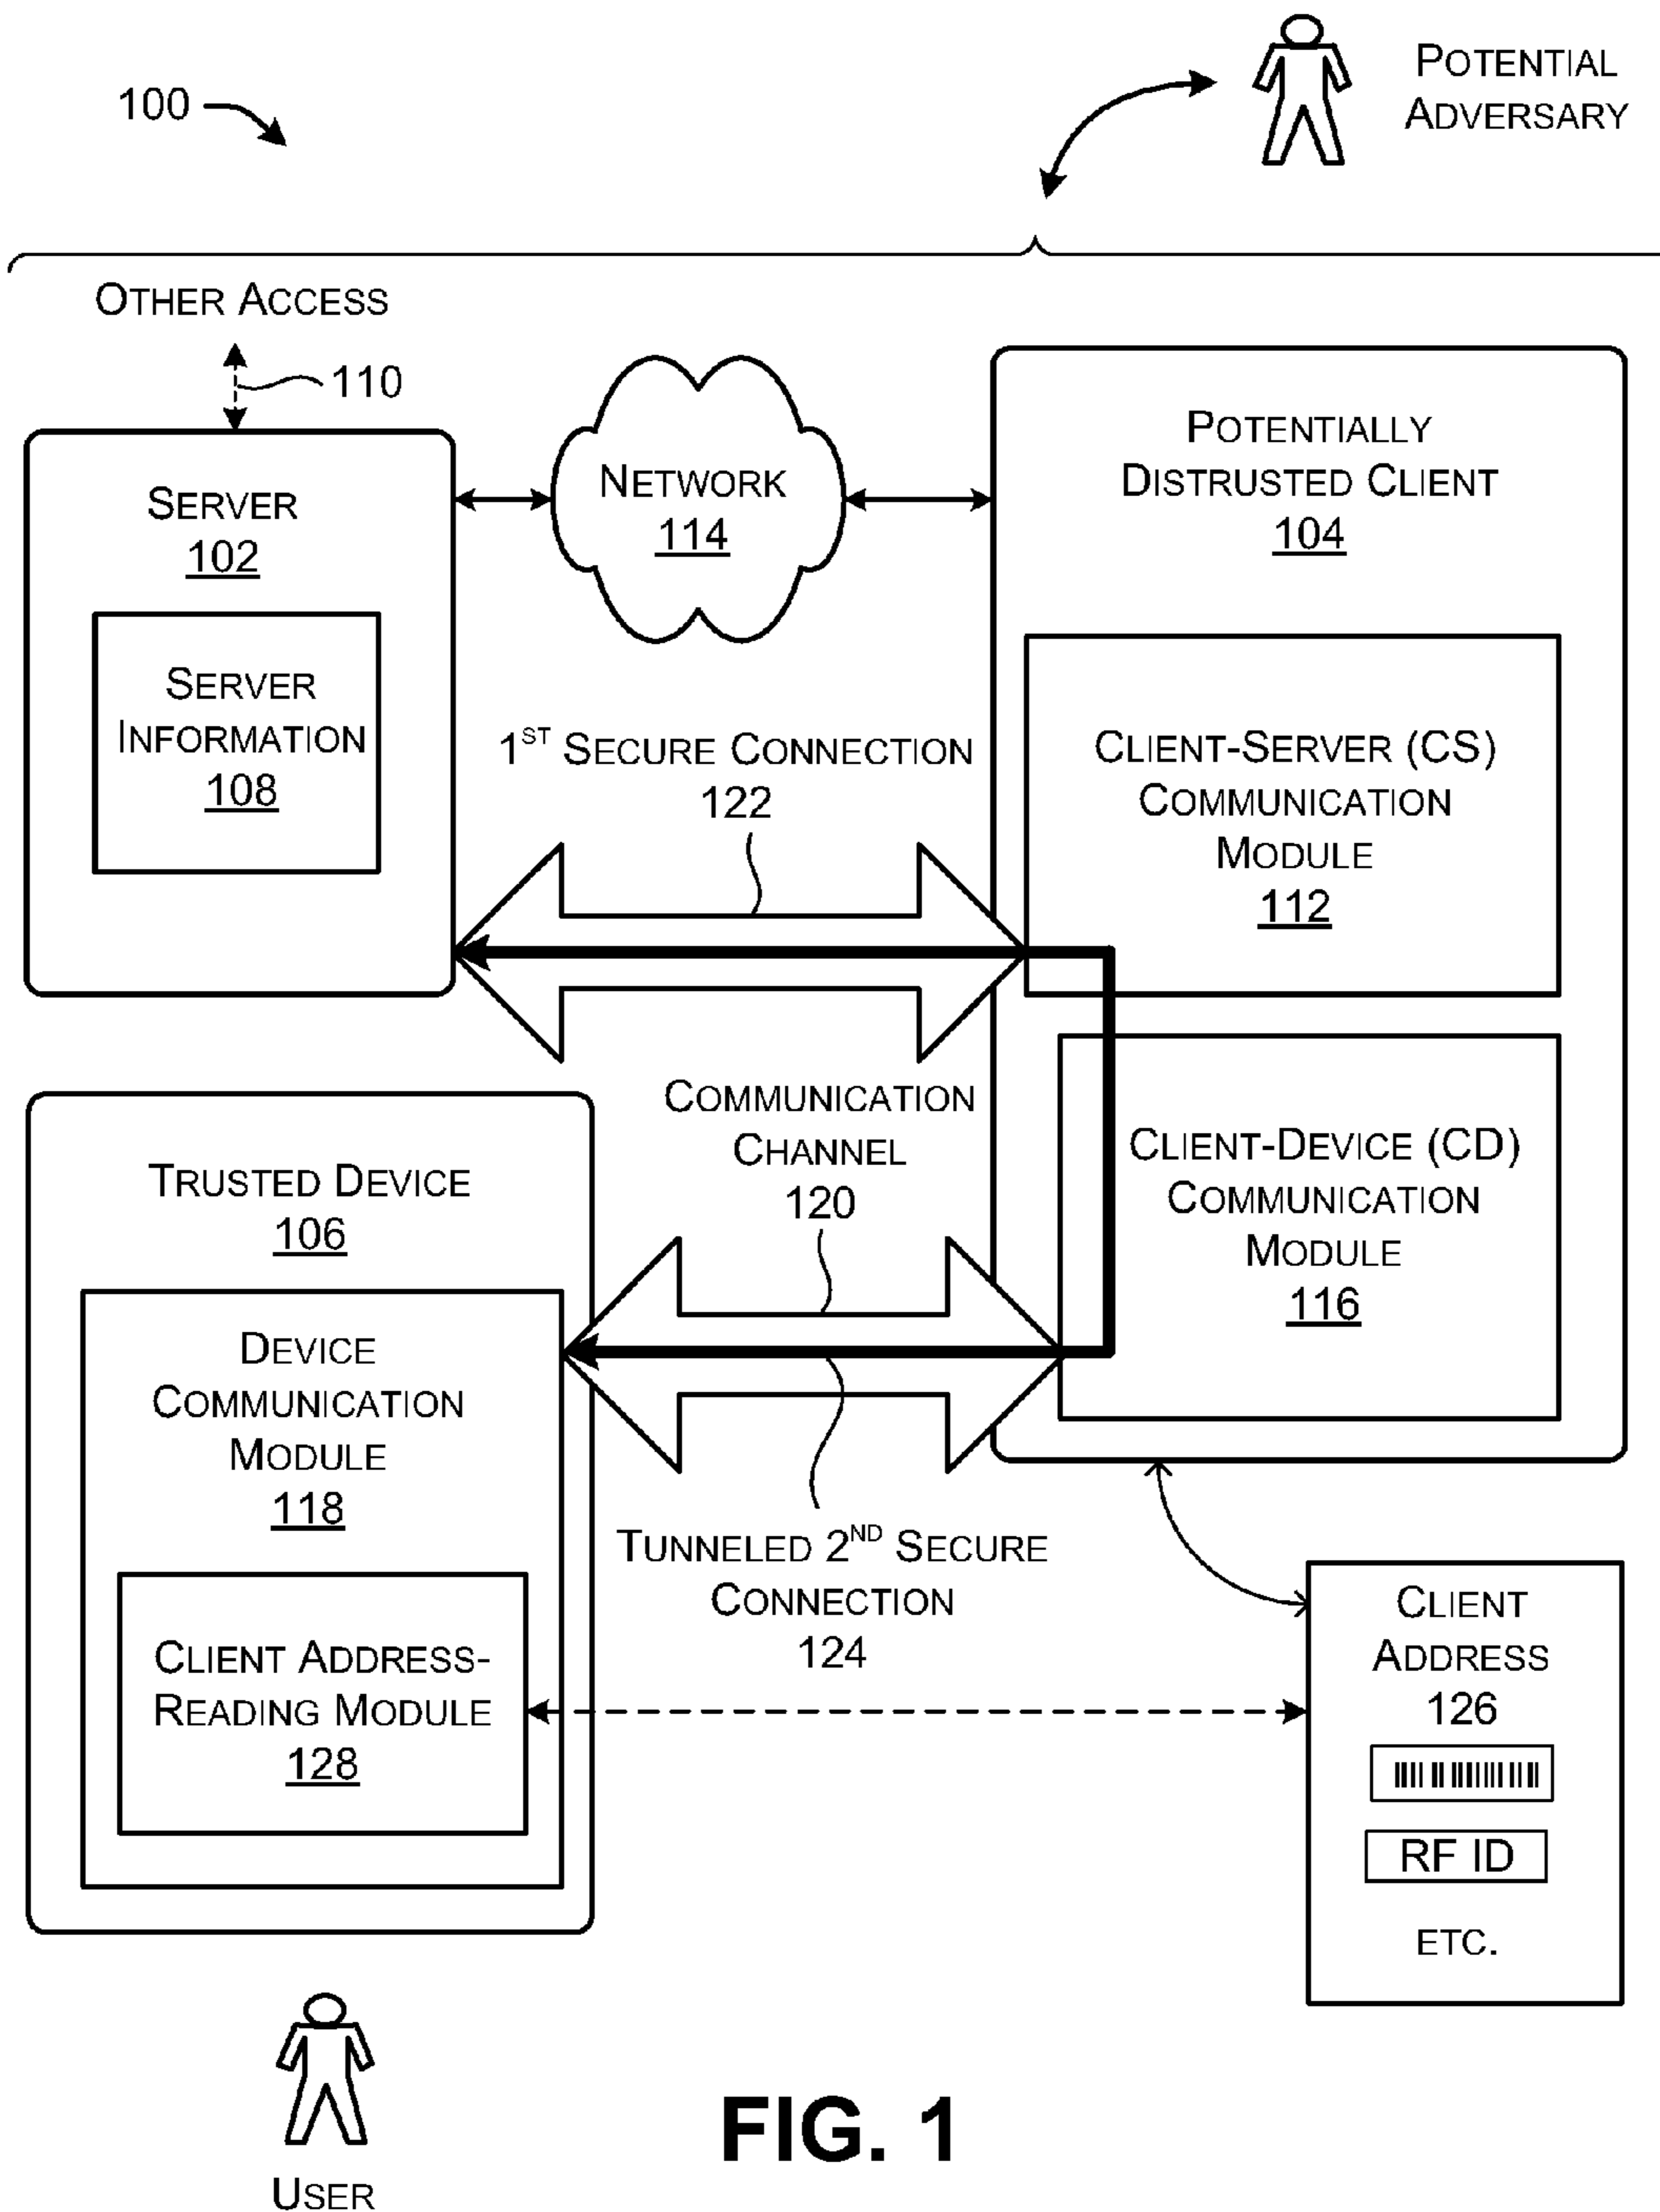 POTENTIAL
ADVERSARY
100
OTHER ACCESS
110
SERVER
102
SERVER
INFORMATION
108
NETWORK
114
POTENTIALLY
DISTRUSTED CLIENT
104
CLIENT-SERVER (CS)
COMMUNICATION
MODULE
112
1ST SECURE CONNECTION
122
COMMUNICATION
CHANNEL
120
CLIENT-DEVICE (CD)
COMMUNICATION
MODULE
116
TRUSTED DEVICE
106
DEVICE
COMMUNICATION
MODULE
118
CLIENT ADDRESS-
READING MODULE
128
TUNNELED 2ND SECURE
CONNECTION
124
CLIENT
ADDRESS
126
RF ID
ETC.
USER
FIG. 1